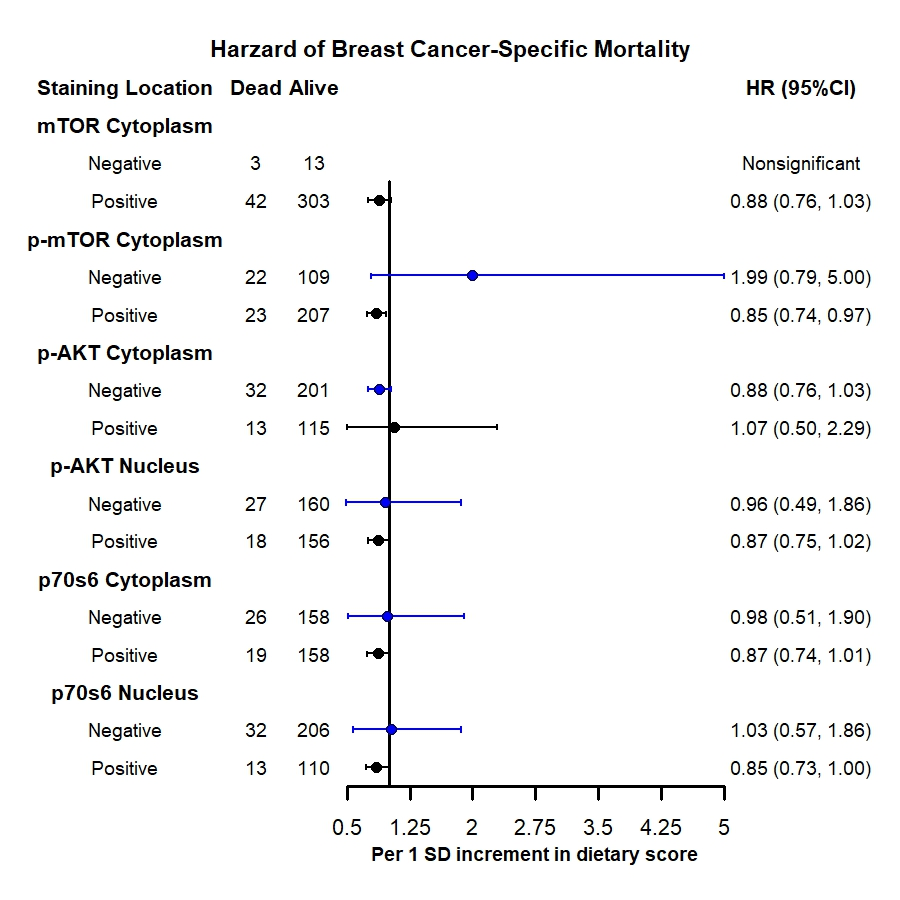 Harzard of Breast Cancer-Specific Mortality
Staining Location Dead Alive HR (95%CI)
mTOR Cytoplasm
Negative 3 13 Nonsignificant
Positive 42 303 0.88 (0.76, 1.03)
p-mTOR Cytoplasm
Negative 22 109 1.99 (0.79, 5.00)
Positive 23 207 0.85 (0.74, 0.97)
p-AKT Cytoplasm
Negative 32 201 0.88 (0.76, 1.03)
Positive 13 115 1.07 (0.50, 2.29)
p-AKT Nucleus
Negative 27 160 0.96 (0.49, 1.86)
Positive 18 156 0.87 (0.75, 1.02)
p70s6 Cytoplasm
Negative 26 158 0.98 (0.51, 1.90)
Positive 19 158 0.87 (0.74, 1.01)
p70s6 Nucleus
Negative 32 206 1.03 (0.57, 1.86)
Positive 13 110 0.85 (0.73, 1.00)
0.5 1.25 2 2.75 3.5 4.25 5
Per 1 SD increment in dietary score